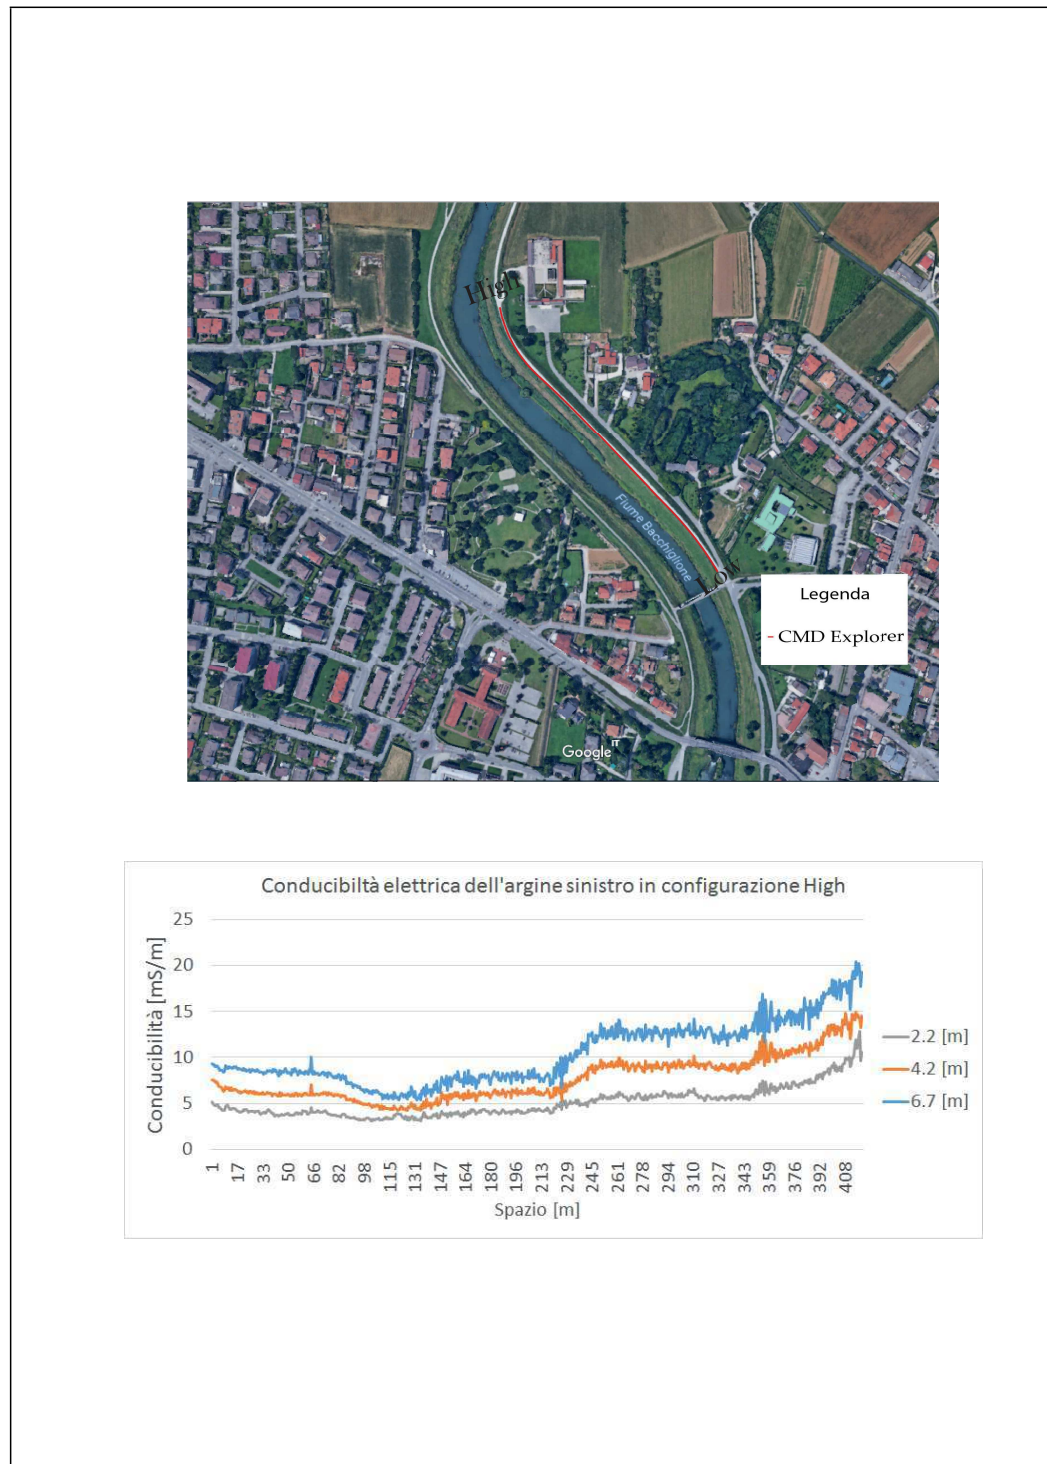 High
Fiume Bacchiglione
Low
Legenda
- CMD Explorer
Google
Conducibiltà elettrica dell'argine sinistro in configurazione High
Conducibilità [mS/m]
25
20
15
10
5
0
1 17 33 50 66 82 98 115 131 147 164 180 196 213 229 245 261 278 294 310 327 343 359 376 392 408
Spazio [m]
2.2 [m]
4.2 [m]
6.7 [m]